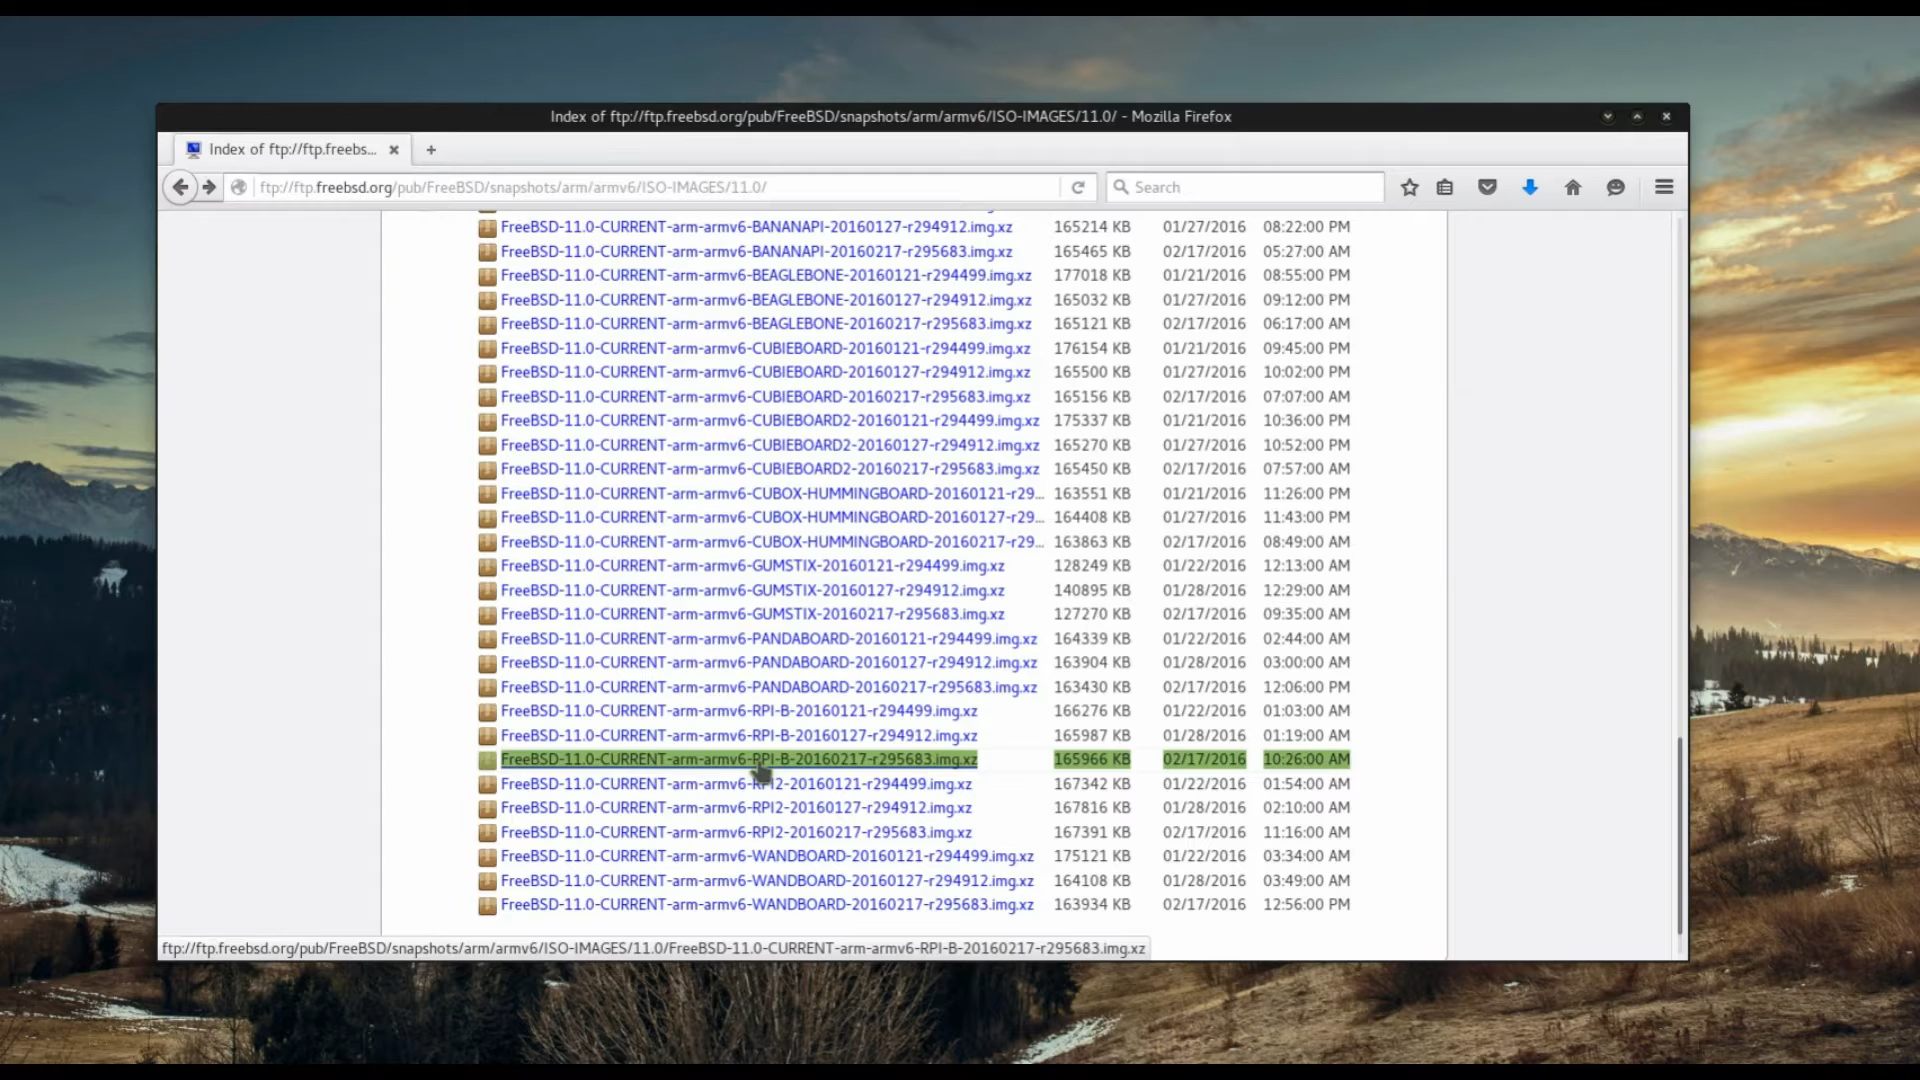 Index of ftp://ftp.freebsd.org/pub/FreeBSD/snapshots/arm/armv6/ISO-IMAGES/11.0/ - Mozilla Firefox
Index of ftp://ftp.freebs...
ftp://ftp.freebsd.org/pub/FreeBSD/snapshots/arm/armv6/ISO-IMAGES/11.0/ Search
FreeBSD-11.0-CURRENT-arm-armv6-BANANAPI-20160127-r294912.img.xz 165214 KB 01/27/2016 08:22:00 PM
FreeBSD-11.0-CURRENT-arm-armv6-BANANAPI-20160217-r295683.img.xz 165465 KB 02/17/2016 05:27:00 AM
FreeBSD-11.0-CURRENT-arm-armv6-BEAGLEBONE-20160121-r294499.img.xz 177018 KB 01/21/2016 08:55:00 PM
FreeBSD-11.0-CURRENT-arm-armv6-BEAGLEBONE-20160127-r294912.img.xz 165032 KB 01/27/2016 09:12:00 PM
FreeBSD-11.0-CURRENT-arm-armv6-BEAGLEBONE-20160217-r295683.img.xz 165121 KB 02/17/2016 06:17:00 AM
FreeBSD-11.0-CURRENT-arm-armv6-CUBIEBOARD-20160121-r294499.img.xz 176154 KB 01/21/2016 09:45:00 PM
FreeBSD-11.0-CURRENT-arm-armv6-CUBIEBOARD-20160127-r294912.img.xz 165500 KB 01/27/2016 10:02:00 PM
FreeBSD-11.0-CURRENT-arm-armv6-CUBIEBOARD-20160217-r295683.img.xz 165156 KB 02/17/2016 07:07:00 AM
FreeBSD-11.0-CURRENT-arm-armv6-CUBIEBOARD2-20160121-r294499.img.xz 175337 KB 01/21/2016 10:36:00 PM
FreeBSD-11.0-CURRENT-arm-armv6-CUBIEBOARD2-20160127-r294912.img.xz 165270 KB 01/27/2016 10:52:00 PM
FreeBSD-11.0-CURRENT-arm-armv6-CUBIEBOARD2-20160217-r295683.img.xz 165450 KB 02/17/2016 07:57:00 AM
FreeBSD-11.0-CURRENT-arm-armv6-CUBOX-HUMMINGBOARD-20160121-r29... 163551 KB 01/21/2016 11:26:00 PM
FreeBSD-11.0-CURRENT-arm-armv6-CUBOX-HUMMINGBOARD-20160127-r29... 164408 KB 01/27/2016 11:43:00 PM
FreeBSD-11.0-CURRENT-arm-armv6-CUBOX-HUMMINGBOARD-20160217-r29... 163863 KB 02/17/2016 08:49:00 AM
FreeBSD-11.0-CURRENT-arm-armv6-GUMSTIX-20160121-r294499.img.xz 128249 KB 01/22/2016 12:13:00 AM
FreeBSD-11.0-CURRENT-arm-armv6-GUMSTIX-20160127-r294912.img.xz 140895 KB 01/28/2016 12:29:00 AM
FreeBSD-11.0-CURRENT-arm-armv6-GUMSTIX-20160217-r295683.img.xz 127270 KB 02/17/2016 09:35:00 AM
FreeBSD-11.0-CURRENT-arm-armv6-PANDABOARD-20160121-r294499.img.xz 164339 KB 01/22/2016 02:44:00 AM
FreeBSD-11.0-CURRENT-arm-armv6-PANDABOARD-20160127-r294912.img.xz 163904 KB 01/28/2016 03:00:00 AM
FreeBSD-11.0-CURRENT-arm-armv6-PANDABOARD-20160217-r295683.img.xz 163430 KB 02/17/2016 12:06:00 PM
FreeBSD-11.0-CURRENT-arm-armv6-RPI-B-20160121-r294499.img.xz 166276 KB 01/22/2016 01:03:00 AM
FreeBSD-11.0-CURRENT-arm-armv6-RPI-B-20160127-r294912.img.xz 165987 KB 01/28/2016 01:19:00 AM
FreeBSD-11.0-CURRENT-arm-armv6-RPI-B-20160217-r295683.img.xz 165966 KB 02/17/2016 10:26:00 AM
FreeBSD-11.0-CURRENT-arm-armv6-RPI2-20160121-r294499.img.xz 167342 KB 01/22/2016 01:54:00 AM
FreeBSD-11.0-CURRENT-arm-armv6-RPI2-20160127-r294912.img.xz 167816 KB 01/28/2016 02:10:00 AM
FreeBSD-11.0-CURRENT-arm-armv6-RPI2-20160217-r295683.img.xz 167391 KB 02/17/2016 11:16:00 AM
FreeBSD-11.0-CURRENT-arm-armv6-WANDBOARD-20160121-r294499.img.xz 175121 KB 01/22/2016 03:34:00 AM
FreeBSD-11.0-CURRENT-arm-armv6-WANDBOARD-20160127-r294912.img.xz 164108 KB 01/28/2016 03:49:00 AM
FreeBSD-11.0-CURRENT-arm-armv6-WANDBOARD-20160217-r295683.img.xz 163934 KB 02/17/2016 12:56:00 PM
ftp://ftp.freebsd.org/pub/FreeBSD/snapshots/arm/armv6/ISO-IMAGES/11.0/FreeBSD-11.0-CURRENT-arm-armv6-RPI-B-20160217-r295683.img.xz